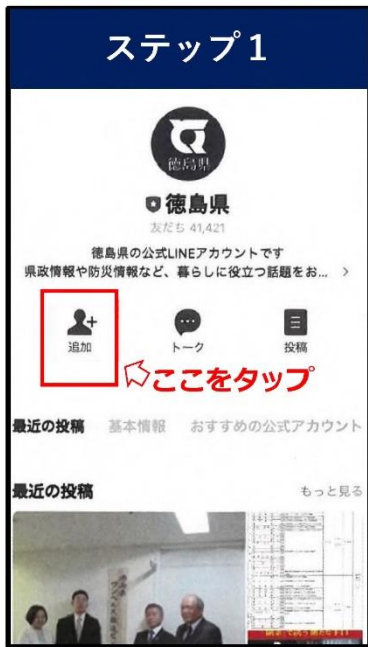 ステップ１
徳島県
徳島県
友だち 41,421
徳島県の公式LINEアカウントです
県政情報や防災情報など、暮らしに役立つ話題をお... >
追加
トーク
投稿
ここをタップ
最近の投稿 基本情報 おすすめの公式アカウント
最近の投稿
もっと見る